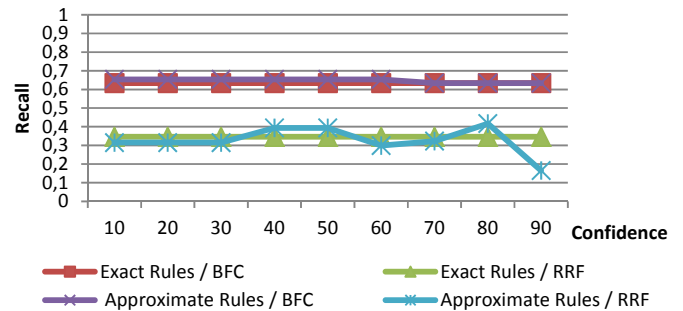 1
0,9
0,8
0,7
0,6
0,5
0,4
0,3
0,2
0,1
0
Recall
10 20 30 40 50 60 70 80 90
Confidence
Exact Rules / BFC Exact Rules / RRF
Approximate Rules / BFC Approximate Rules / RRF